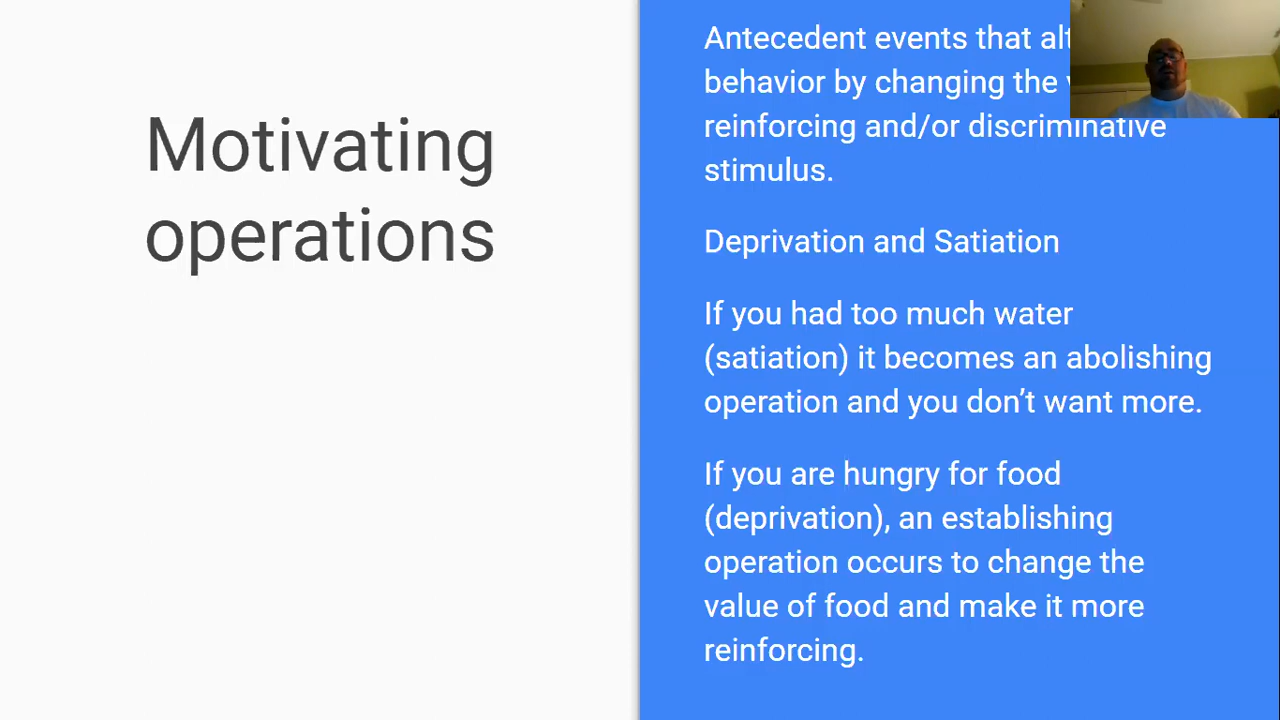 Motivating
operations
Antecedent events that
behavior by changing the
reinforcing and/or discriminative
stimulus.
Deprivation and Satiation
If you had too much water
(satiation) it becomes an abolishing
operation and you don’t want more.
If you are hungry for food
(deprivation), an establishing
operation occurs to change the
value of food and make it more
reinforcing.